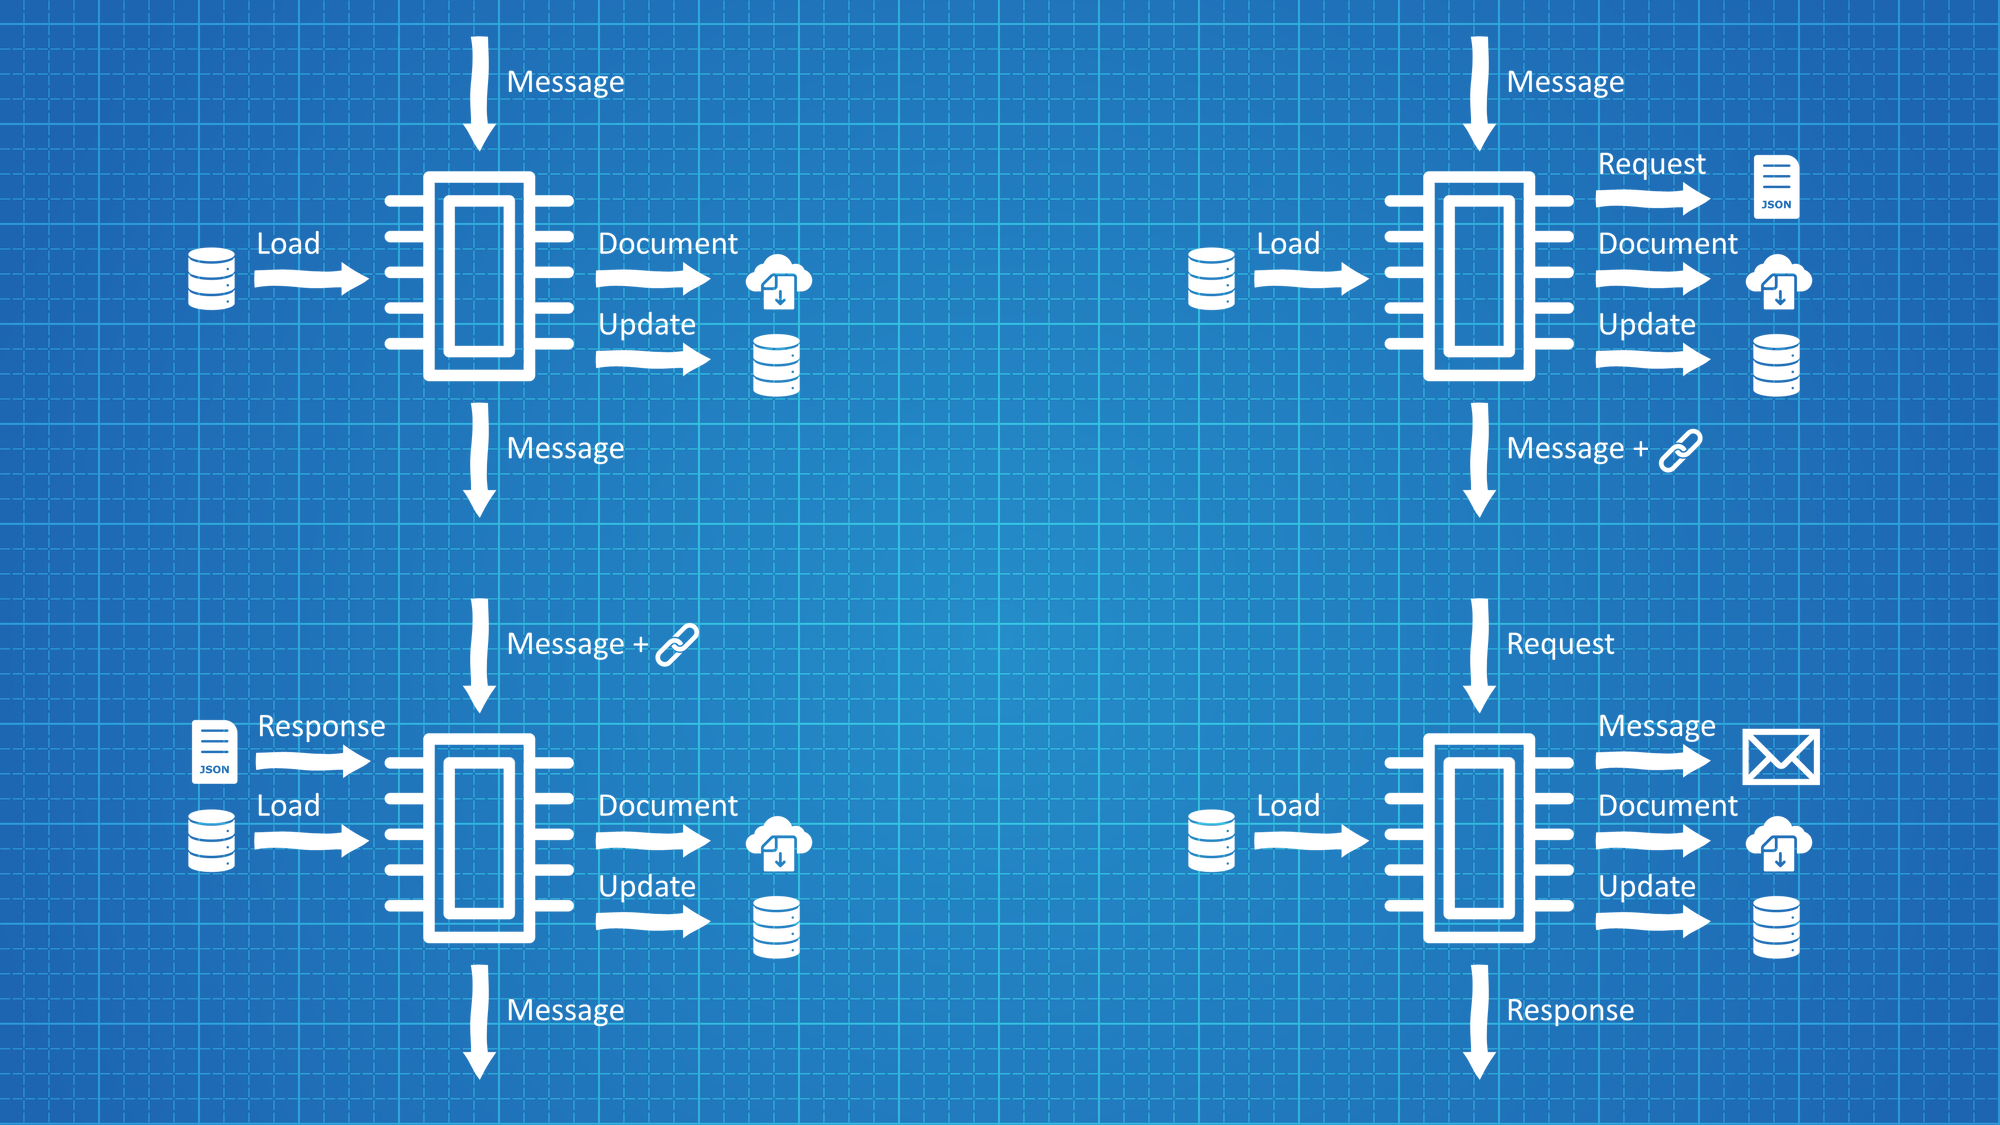 Message
Load
Document
Update
Message
Message
Request
JSON
Load
Document
Update
Message +
Message +
Response
JSON
Load
Document
Update
Message
Request
Message
Load
Document
Update
Response